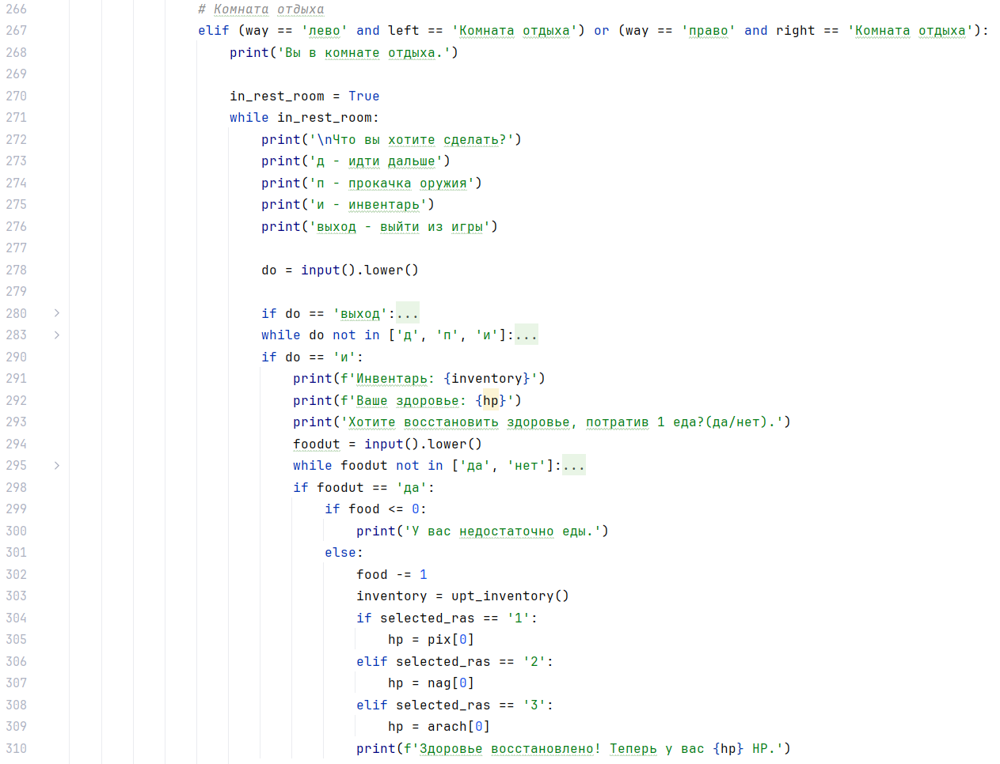 266 # Комната отдыха
267 elif (way == 'лево' and left == 'Комната отдыха') or (way == 'право' and right == 'Комната отдыха'):
268 print('Вы в комнате отдыха.')
269
270 in_rest_room = True
271 while in_rest_room:
272 print('\nЧто вы хотите сделать?')
273 print('д - идти дальше')
274 print('п - прокачка оружия')
275 print('и - инвентарь')
276 print('выход - выйти из игры')
277
278 do = input().lower()
279
280 if do == 'выход':...
283 while do not in ['д', 'п', 'и']:...
290 if do == 'и':
291 print(f'Инвентарь: {inventory}')
292 print(f'Ваше здоровье: {hp}')
293 print('Хотите восстановить здоровье, потратив 1 еда?(да/нет).')
294 foodut = input().lower()
295 while foodut not in ['да', 'нет']:...
298 if foodut == 'да':
299 if food <= 0:
300 print('У вас недостаточно еды.')
301 else:
302 food -= 1
303 inventory = upt_inventory()
304 if selected_ras == '1':
305 hp = pix[0]
306 elif selected_ras == '2':
307 hp = nag[0]
308 elif selected_ras == '3':
309 hp = arach[0]
310 print(f'Здоровье восстановлено! Теперь у вас {hp} HP.')